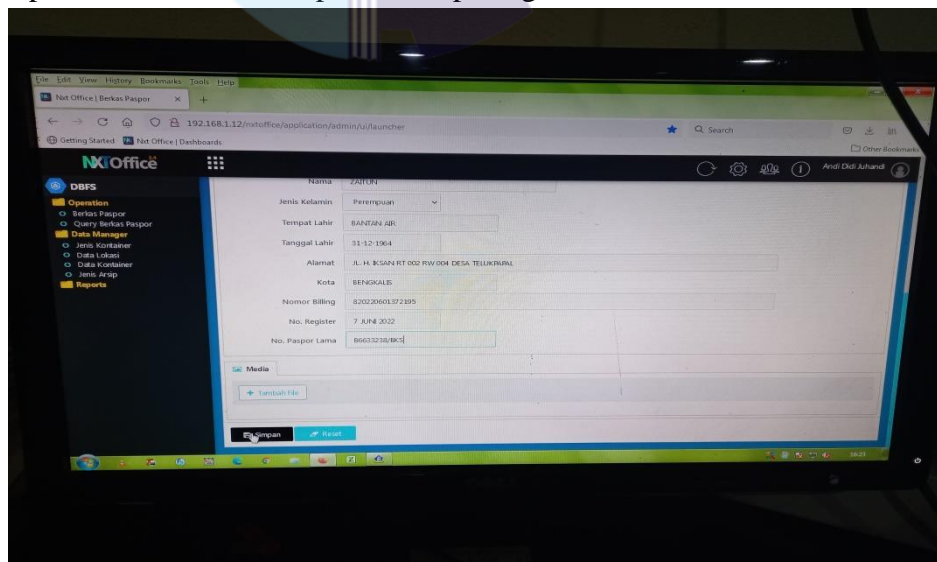 File Edit View History Bookmarks Tools Help
Nxt Office | Berkas Paspor × +
192.168.1.12/nxtoffice/application/admin/ui/launcher
Search
Getting Started Nxt Office | Dashboards
Other Bookmarks
NXTOffice
Andi Didi Juhandi
DBFS
Operation
Berkas Paspor
Query Berkas Paspor
Data Manager
Jenis Kontainer
Data Lokasi
Data Kontainer
Jenis Arsip
Reports
Nama ZAITUN
Jenis Kelamin Perempuan
Tempat Lahir BANTAN AIR
Tanggal Lahir 31-12-1964
Alamat JL. H. IKSAN RT 002 RW 004 DESA TELUKPAPAL
Kota BENGKALIS
Nomor Billing 820220601372195
No. Register 7 JUNI 2022
No. Paspor Lama B6633238/BKS
Media
+ Tambah File
Simpan Reset